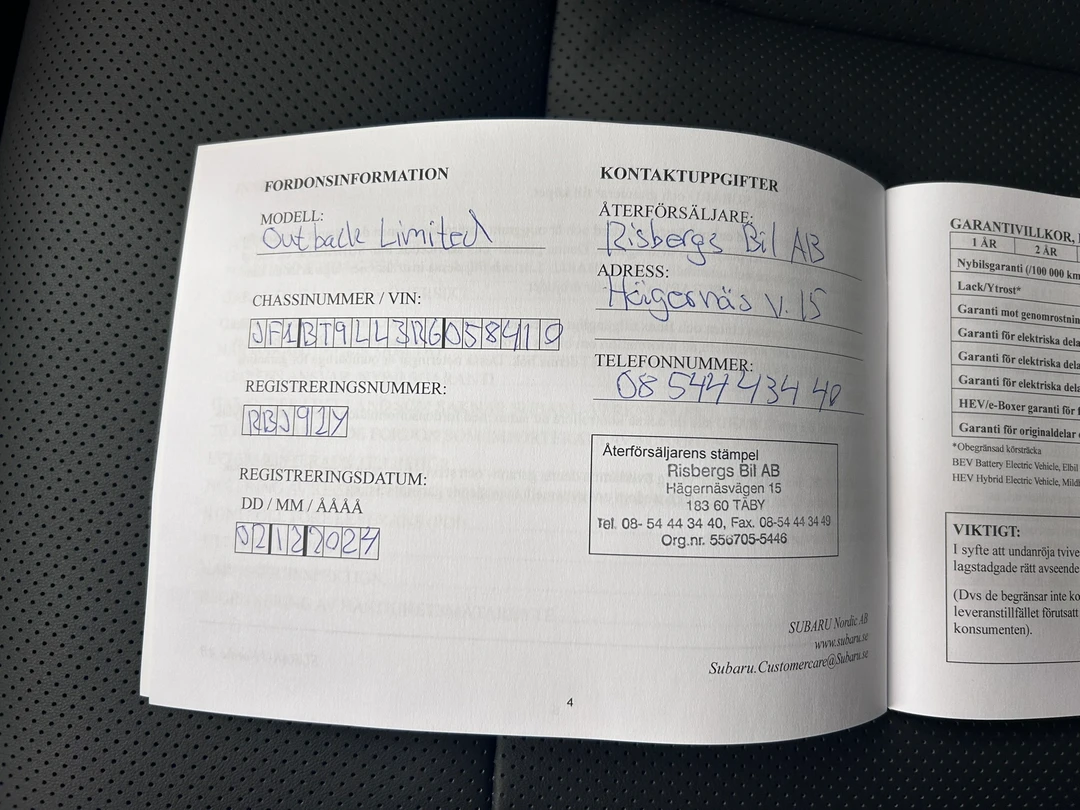 FORDONSINFORMATION
MODELL:
Outback Limited
CHASSINUMMER / VIN:
REGISTRERINGSNUMMER:
REGISTRERINGSDATUM:
DD / MM / ÅÅÅÅ
02122024
KONTAKTUPPGIFTER
ÅTERFÖRSÄLJARE:
Risbergs Bil AB
ADRESS:
Hägernäs v. 15
TELEFONNUMMER:
08 544 434 40
Återförsäljarens stämpel
Risbergs Bil AB
Hägernäsvägen 15
183 60 TÄBY
Tel. 08- 54 44 34 40, Fax. 08-54 44 34 49
Org.nr. 556705-5446
SUBARU Nordic AB
www.subaru.se
Subaru.Customercare@Subaru.se
4
GARANTIVILLKOR,
1 ÅR 2 ÅR
Nybilsgaranti (/100 000 km
Lack/Ytrost*
Garanti mot genomrostnin
Garanti för elektriska dela
Garanti för elektriska dela
Garanti för elektriska dela
HEV/e-Boxer garanti för
Garanti för originaldelar
*Obegränsad körsträcka
BEV Battery Electric Vehicle, Elbil
HEV Hybrid Electric Vehicle, Mild
VIKTIGT:
I syfte att undanröja tvive
lagstadgade rätt avseende
(Dvs de begränsar inte ko
leveranstillfället förutsatt
konsumenten).